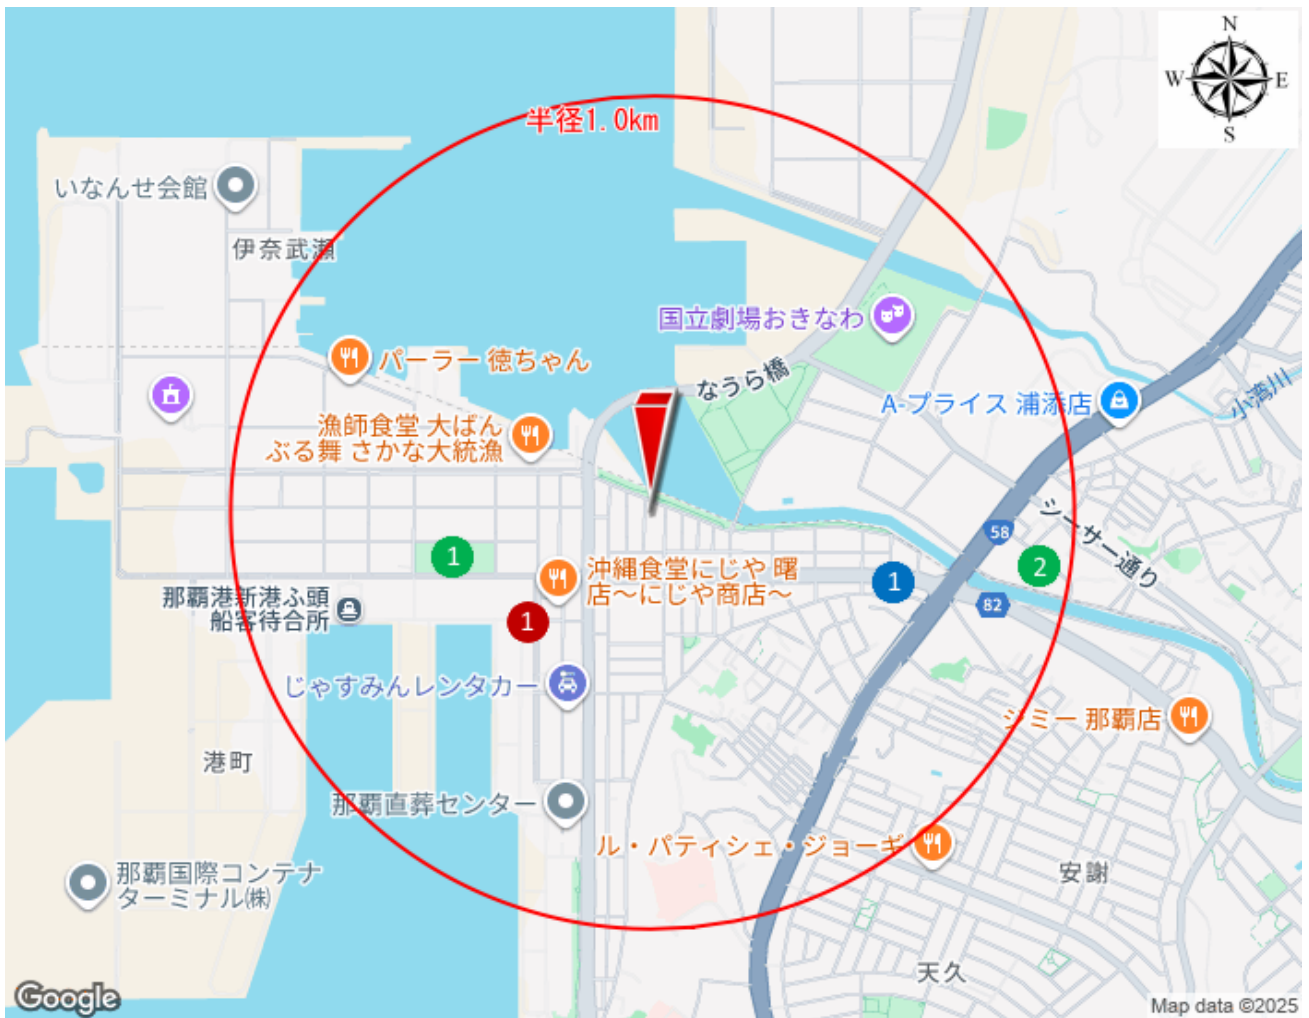 N
W
E
S
半径1.0km
いなんせ会館
伊奈武瀬
国立劇場おきなわ
パーラー 徳ちゃん
なうら橋
小湾川
A-プライス 浦添店
漁師食堂 大ばん
ぶる舞 さかな大統漁
シーサー通り
58
1
沖縄食堂にじや 曙
店〜にじや商店〜
1
2
那覇港新港ふ頭
船客待合所
82
1
じゃすみんレンタカー
ジミー 那覇店
港町
那覇直葬センター
ル・パティシェ・ジョーギ
那覇国際コンテナ
ターミナル㈱
安謝
天久
Google
Map data ©2025